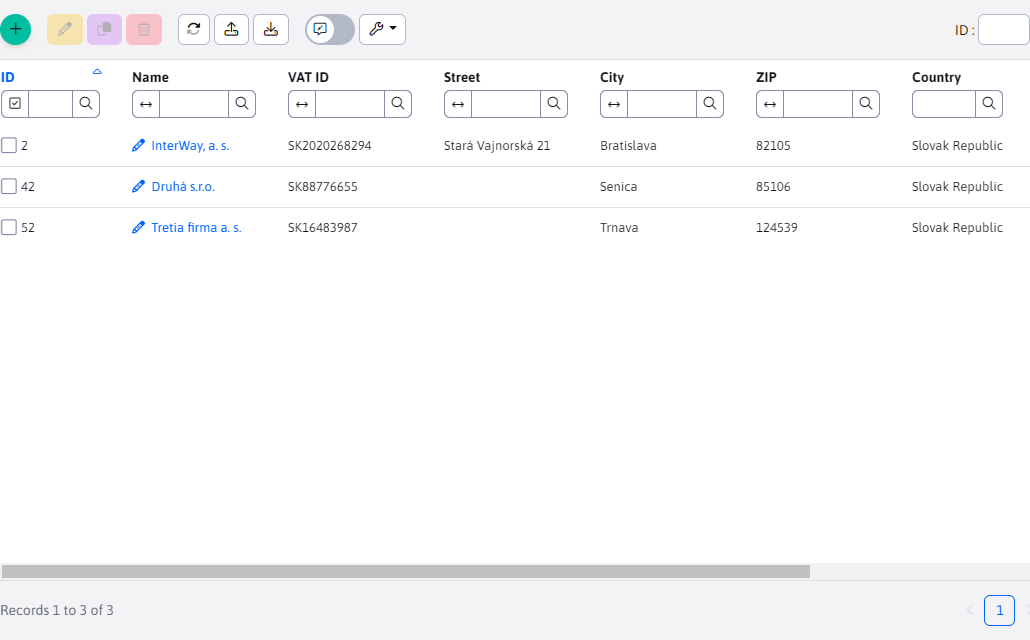 ID :
ID Name VAT ID Street City ZIP Country
2 InterWay, a. s. SK2020268294 Stará Vajnorská 21 Bratislava 82105 Slovak Republic
42 Druhá s.r.o. SK88776655 Senica 85106 Slovak Republic
52 Tretia firma a. s. SK16483987 Trnava 124539 Slovak Republic
Records 1 to 3 of 3 1